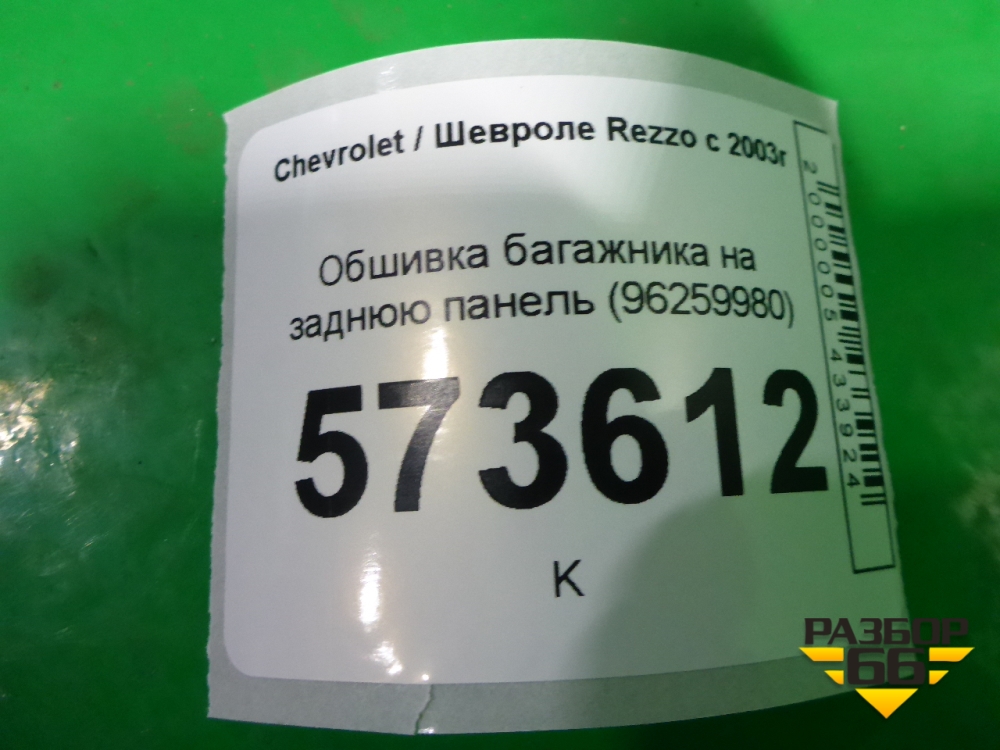 Chevrolet / Шевроле Rezzo с 2003г
Обшивка багажника на
заднюю панель (96259980)
573612
К
2000005433924
РАЗБОР
66